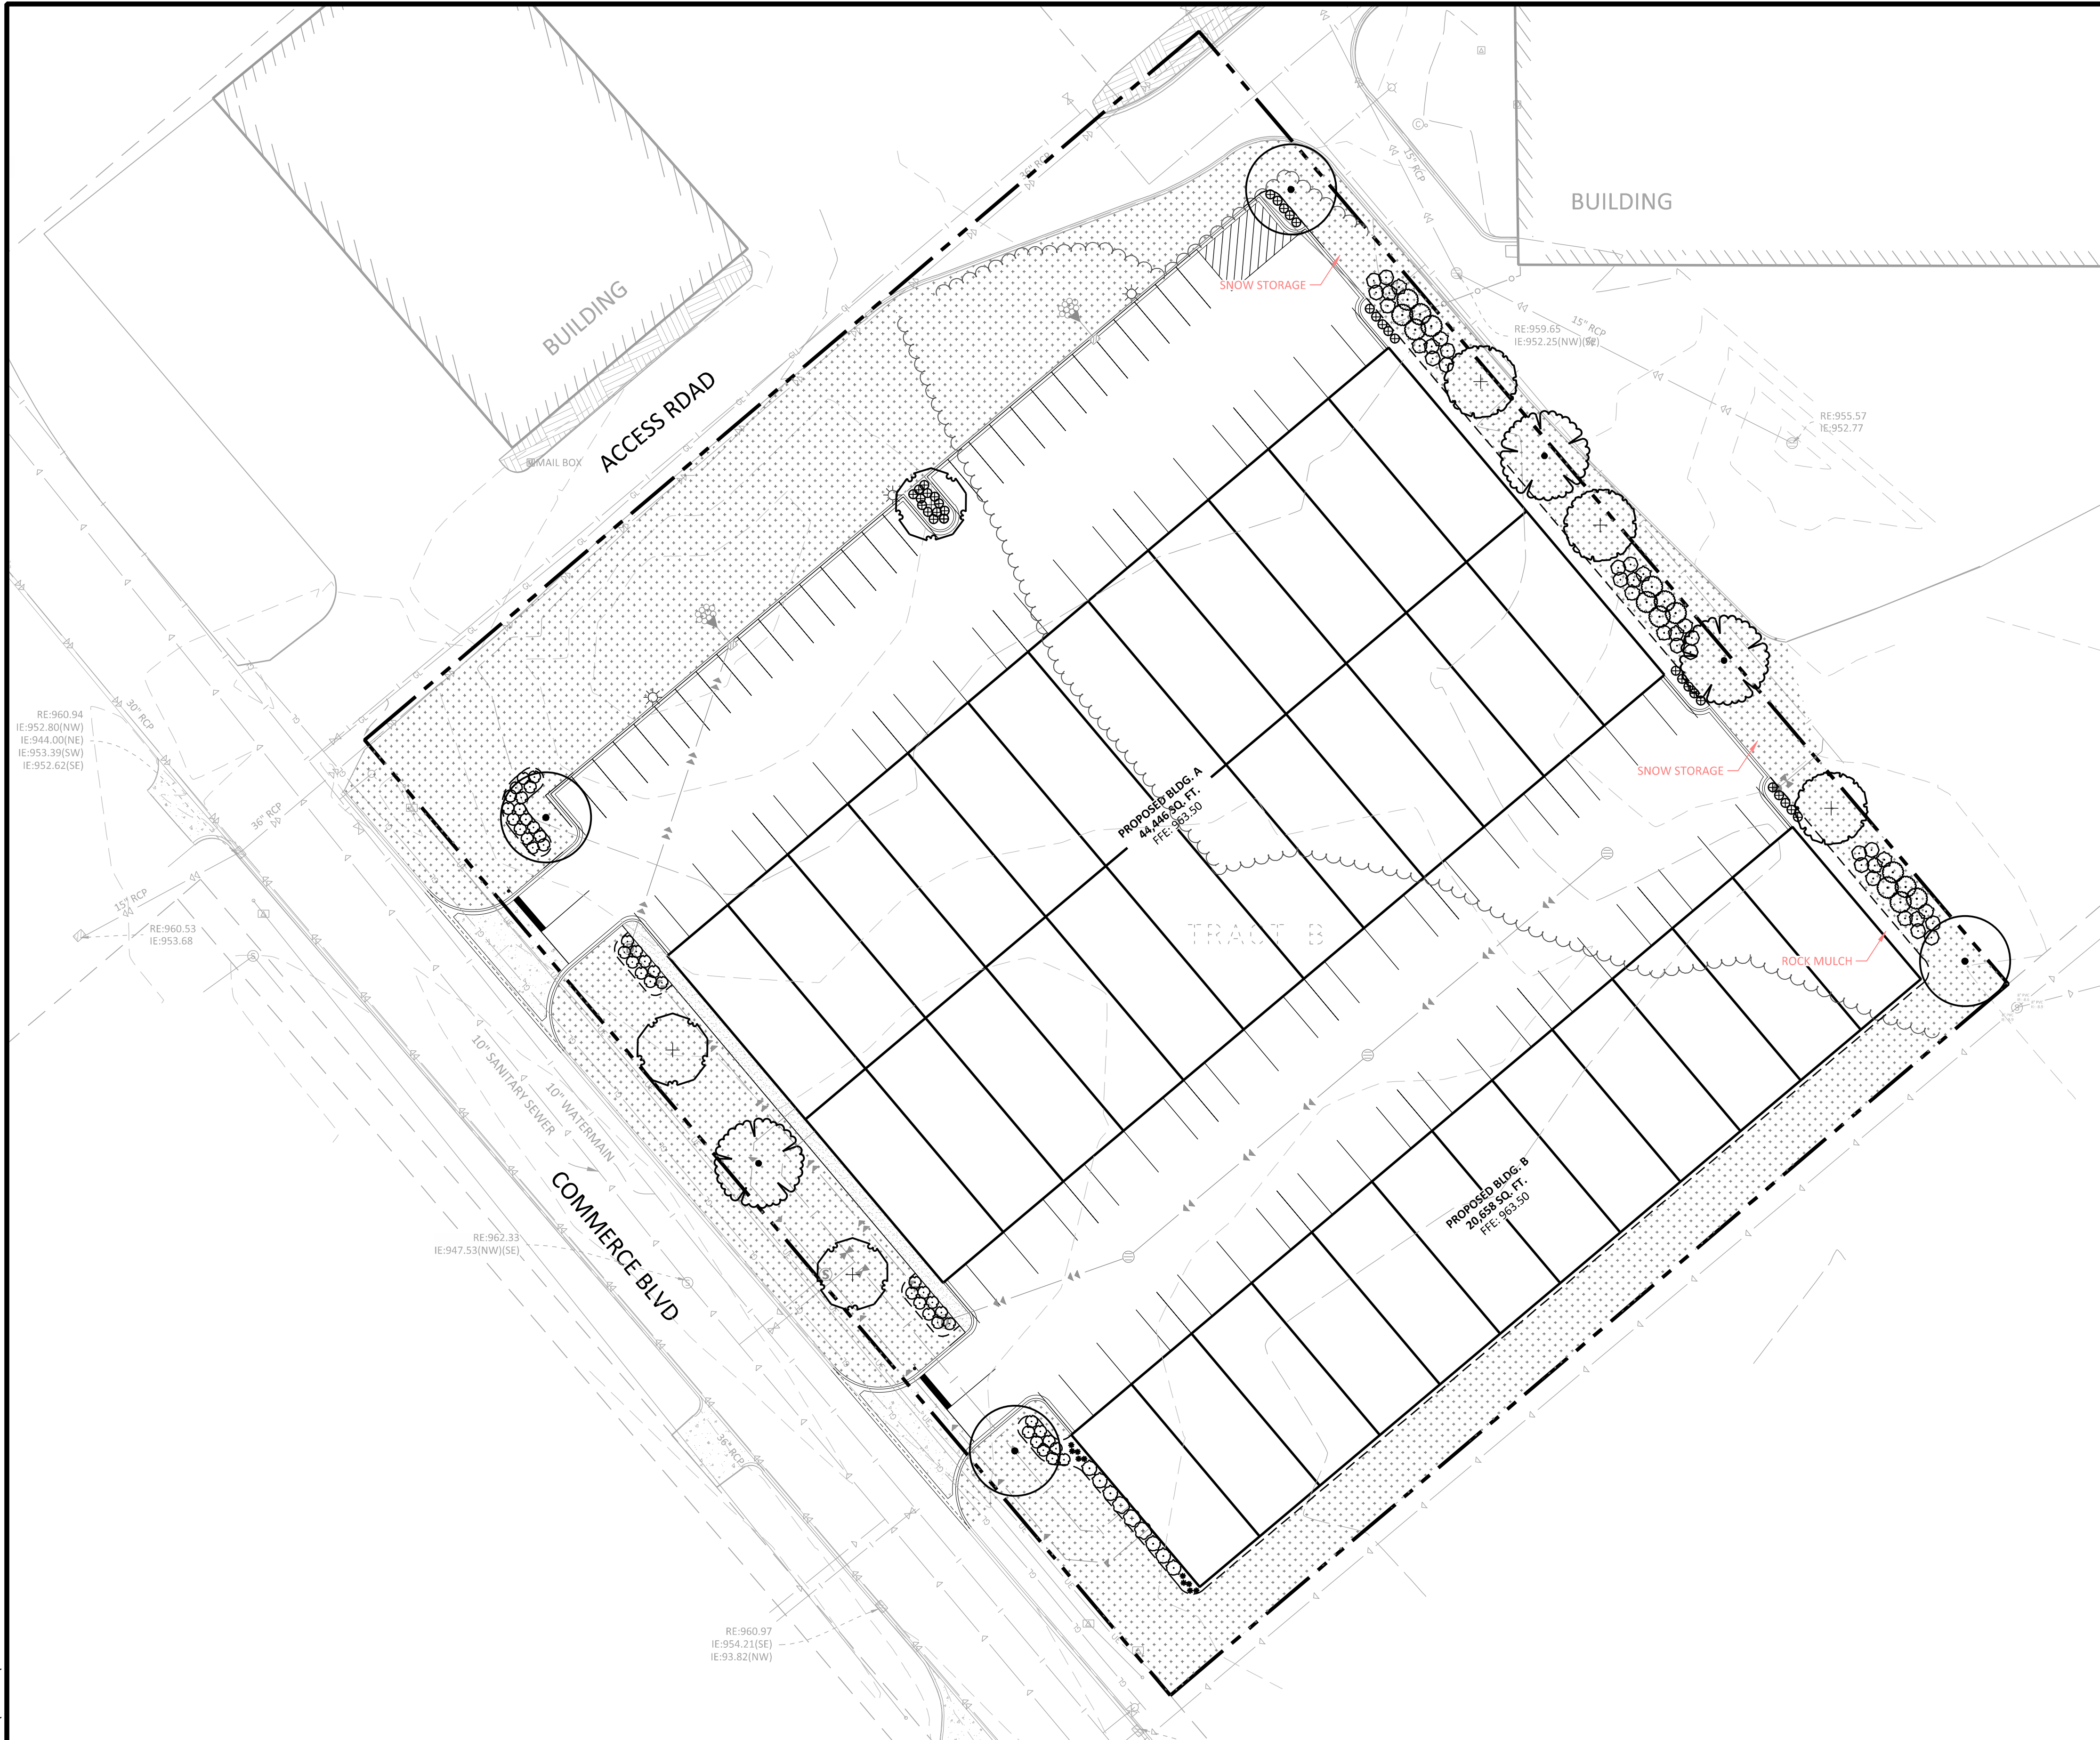 36" RCP
15" RCP
BUILDING
SNOW STORAGE
BUILDING
RE:959.65
IE:952.25(NW)(SE)
15" RCP
ACCESS RDAD
MAIL BOX
RE:955.57
IE:952.77
RE:960.94
IE:952.80(NW)
IE:944.00(NE)
IE:953.39(SW)
IE:952.62(SE)
30" RCP
SNOW STORAGE
PROPOSED BLDG. A
44,446 SQ. FT.
FFE: 963.50
36" RCP
15" RCP
RE:960.53
IE:953.68
TRACT B
ROCK MULCH
10" SANITARY SEWER
10" WATERMAIN
COMMERCE BLVD
PROPOSED BLDG. B
20,658 SQ. FT.
FFE: 963.50
RE:962.33
IE:947.53(NW)(SE)
36" RCP
RE:960.97
IE:954.21(SE)
IE:93.82(NW)